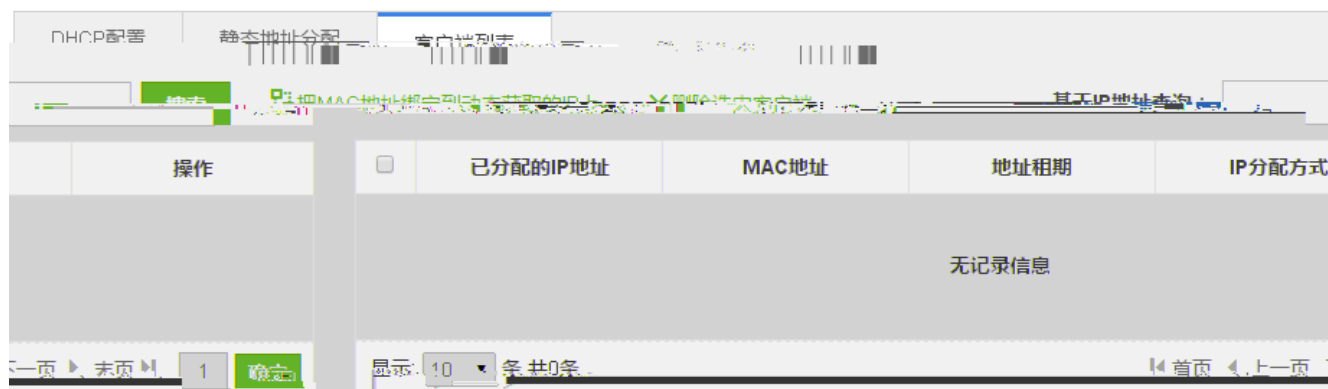 DHCP配置 静态地址分配 客户端列表
搜索 把MAC地址绑定到动态获取的IP上 删除选中客户端 基于IP地址查询：
操作 已分配的IP地址 MAC地址 地址租期 IP分配方式
无记录信息
一页 末页 1 确定 显示: 10 条 共0条 首页 上一页